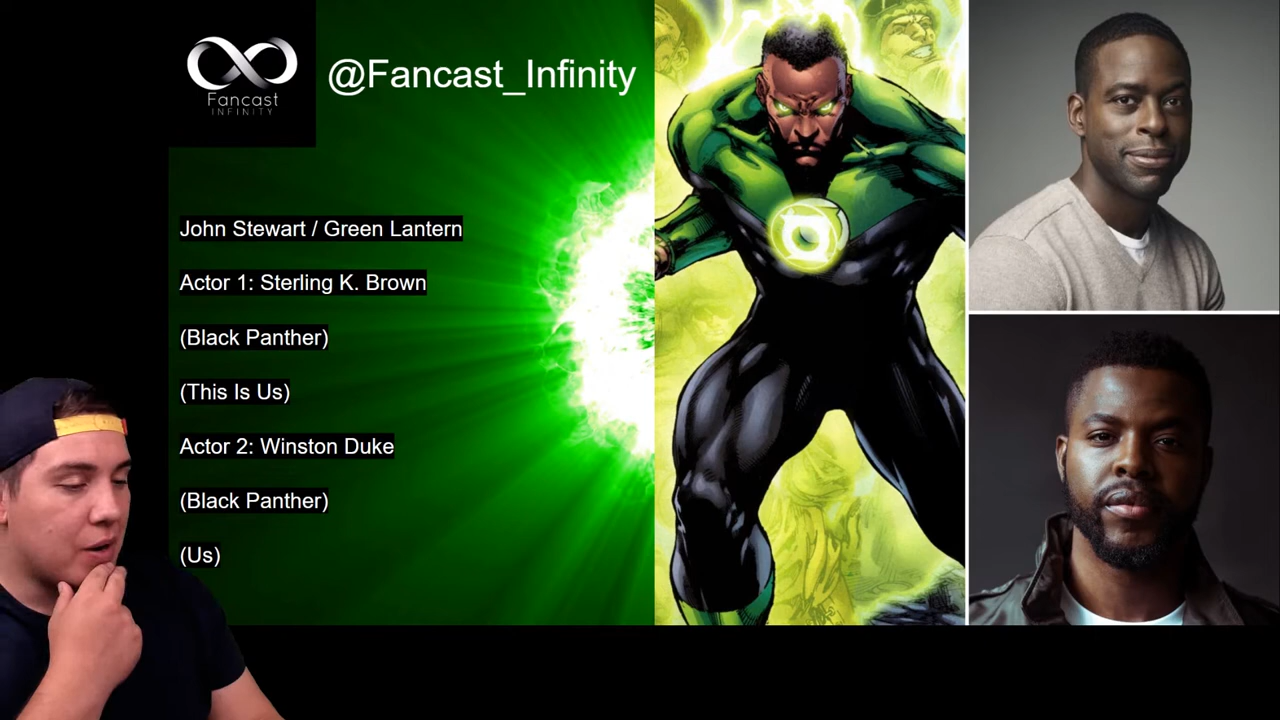 Fancast
INFINITY
@Fancast_Infinity
John Stewart / Green Lantern
Actor 1: Sterling K. Brown
(Black Panther)
(This Is Us)
Actor 2: Winston Duke
(Black Panther)
(Us)